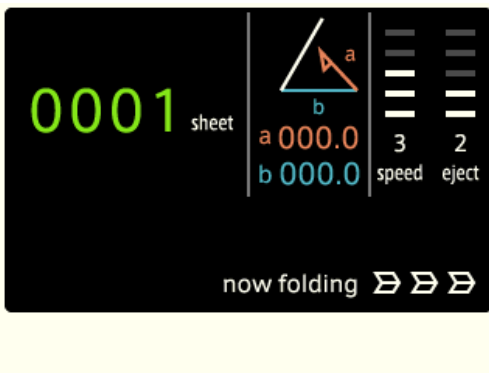 0001 sheet
a
b
a 000.0
b 000.0
3 2
speed eject
now folding